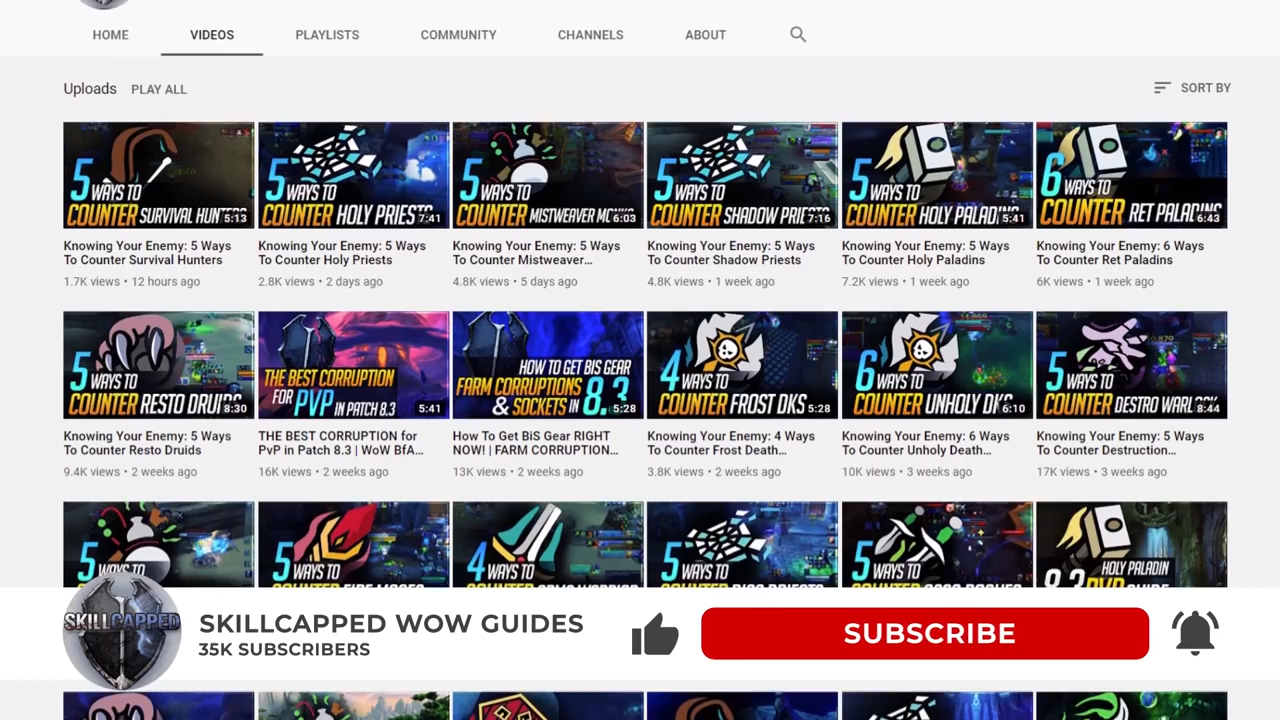 HOME VIDEOS PLAYLISTS COMMUNITY CHANNELS ABOUT
Uploads PLAY ALL SORT BY
5 WAYS TO
COUNTER SURVIVAL HUNTERS 5:13
5 WAYS TO
COUNTER HOLY PRIESTS 7:41
5 WAYS TO
COUNTER MISTWEAVER 6:03
5 WAYS TO
COUNTER SHADOW PRIESTS 7:16
5 WAYS TO
COUNTER HOLY PALADINS 5:41
6 WAYS TO
COUNTER RET PALADINS 6:43
Knowing Your Enemy: 5 Ways
To Counter Survival Hunters
1.7K views • 12 hours ago
Knowing Your Enemy: 5 Ways
To Counter Holy Priests
2.8K views • 2 days ago
Knowing Your Enemy: 5 Ways
To Counter Mistweaver...
4.8K views • 5 days ago
Knowing Your Enemy: 5 Ways
To Counter Shadow Priests
4.8K views • 1 week ago
Knowing Your Enemy: 5 Ways
To Counter Holy Paladins
7.2K views • 1 week ago
Knowing Your Enemy: 6 Ways
To Counter Ret Paladins
6K views • 1 week ago
5 WAYS TO
COUNTER RESTO DRUIDS 8:30
THE BEST CORRUPTION
FOR PVP IN PATCH 8.3 5:41
HOW TO GET BIS GEAR
FARM CORRUPTIONS
& SOCKETS IN 8.3 5:28
4 WAYS TO
COUNTER FROST DKS 5:28
6 WAYS TO
COUNTER UNHOLY DKS 6:10
5 WAYS TO
COUNTER DESTRO WARLOCK 8:44
Knowing Your Enemy: 5 Ways
To Counter Resto Druids
9.4K views • 2 weeks ago
THE BEST CORRUPTION for
PvP in Patch 8.3 | WoW BfA...
16K views • 2 weeks ago
How To Get BiS Gear RIGHT
NOW! | FARM CORRUPTION...
13K views • 2 weeks ago
Knowing Your Enemy: 4 Ways
To Counter Frost Death...
3.8K views • 2 weeks ago
Knowing Your Enemy: 6 Ways
To Counter Unholy Death...
10K views • 3 weeks ago
Knowing Your Enemy: 5 Ways
To Counter Destruction...
17K views • 3 weeks ago
5 WAYS TO
5 WAYS TO
4 WAYS TO
5 WAYS TO
5 WAYS TO
HOLY PALADIN
8.3 PVP GUIDE
SKILLCAPPED
SKILLCAPPED WOW GUIDES
35K SUBSCRIBERS
SUBSCRIBE